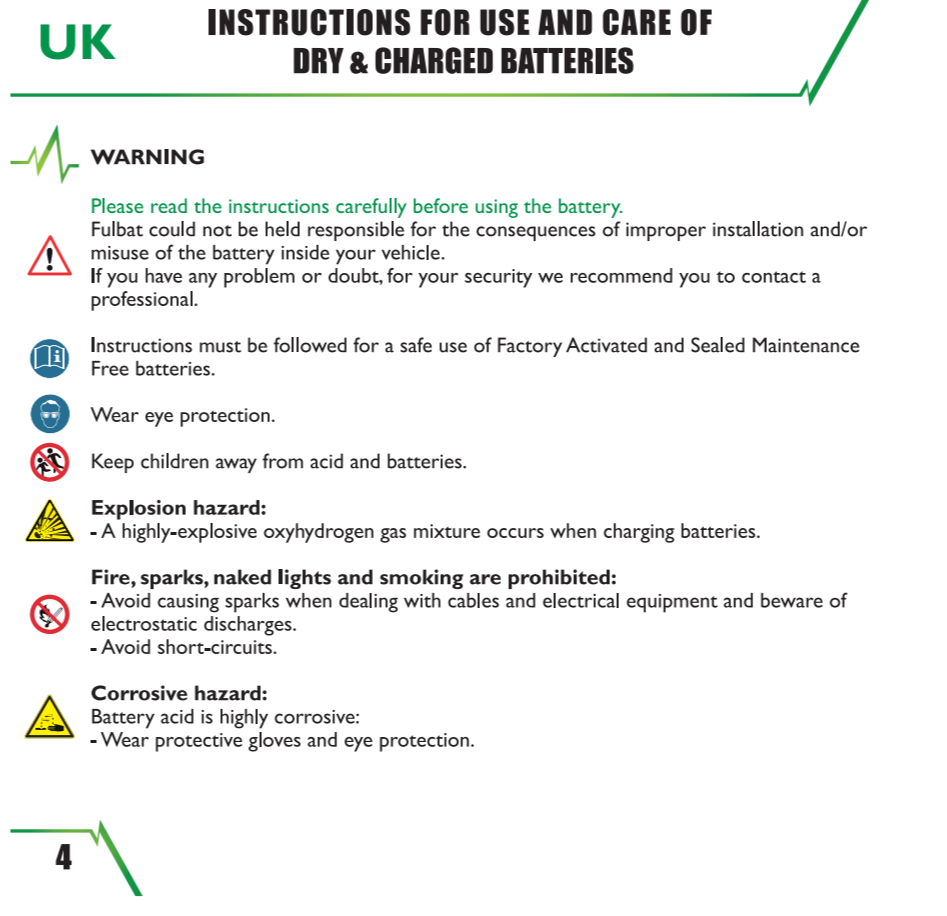 UK
INSTRUCTIONS FOR USE AND CARE OF
DRY & CHARGED BATTERIES
WARNING
Please read the instructions carefully before using the battery.
Fulbat could not be held responsible for the consequences of improper installation and/or
misuse of the battery inside your vehicle.
If you have any problem or doubt, for your security we recommend you to contact a
professional.
Instructions must be followed for a safe use of Factory Activated and Sealed Maintenance
Free batteries.
Wear eye protection.
Keep children away from acid and batteries.
Explosion hazard:
- A highly-explosive oxyhydrogen gas mixture occurs when charging batteries.
Fire, sparks, naked lights and smoking are prohibited:
- Avoid causing sparks when dealing with cables and electrical equipment and beware of
electrostatic discharges.
- Avoid short-circuits.
Corrosive hazard:
Battery acid is highly corrosive:
- Wear protective gloves and eye protection.
4